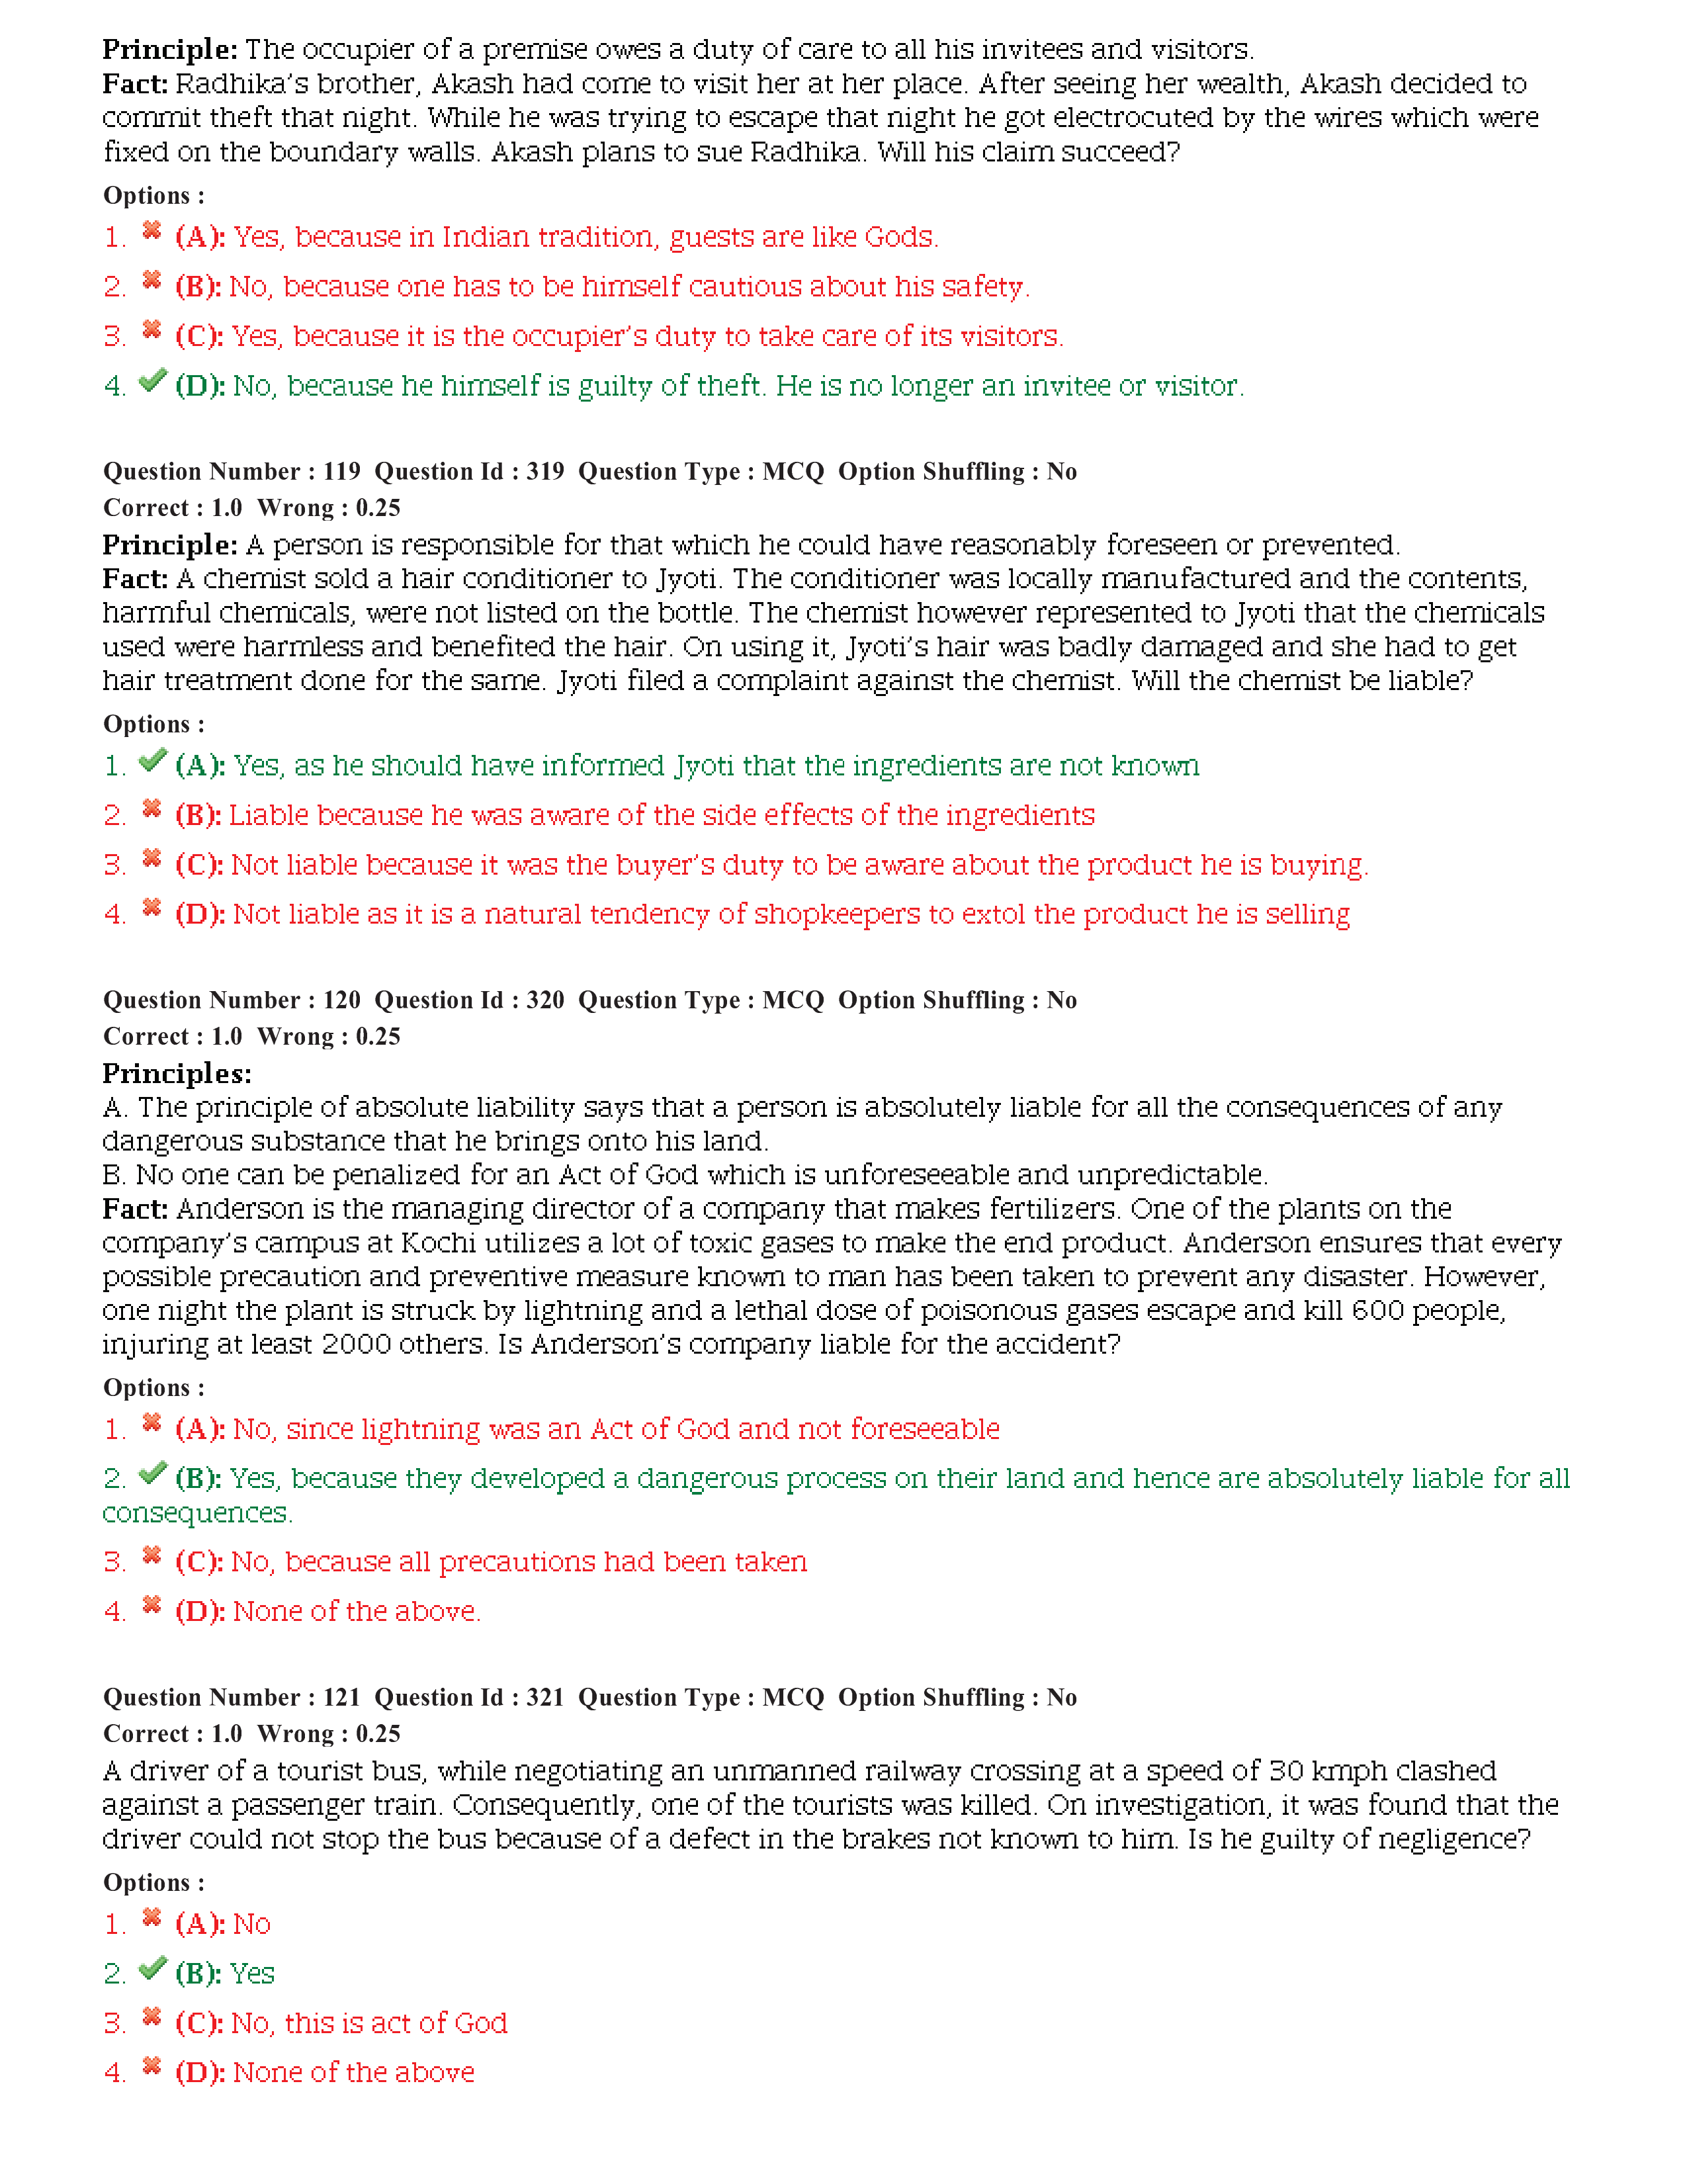 Principle: The occupier of a premise owes a duty of care to all his invitees and visitors.
Fact: Radhika's brother, Akash had come to visit her at her place. After seeing her wealth, Akash decided to
commit theft that night. While he was trying to escape that night he got electrocuted by the wires which were
fixed on the boundary walls. Akash plans to sue Radhika. Will his claim succeed?
Options :
1. (A): Yes, because in Indian tradition, guests are like Gods.
2. (B): No, because one has to be himself cautious about his safety.
3. (C): Yes, because it is the occupier's duty to take care of its visitors.
4. (D): No, because he himself is guilty of theft. He is no longer an invitee or visitor.
Question Number : 119 Question Id : 319 Question Type : MCQ Option Shuffling : No
Correct : 1.0 Wrong : 0.25
Principle: A person is responsible for that which he could have reasonably foreseen or prevented.
Fact: A chemist sold a hair conditioner to Jyoti. The conditioner was locally manufactured and the contents,
harmful chemicals, were not listed on the bottle. The chemist however represented to Jyoti that the chemicals
used were harmless and benefited the hair. On using it, Jyoti's hair was badly damaged and she had to get
hair treatment done for the same. Jyoti filed a complaint against the chemist. Will the chemist be liable?
Options :
1. (A): Yes, as he should have informed Jyoti that the ingredients are not known
2. (B): Liable because he was aware of the side effects of the ingredients
3. (C): Not liable because it was the buyer's duty to be aware about the product he is buying.
4. (D): Not liable as it is a natural tendency of shopkeepers to extol the product he is selling
Question Number : 120 Question Id : 320 Question Type : MCQ Option Shuffling : No
Correct : 1.0 Wrong : 0.25
Principles:
A. The principle of absolute liability says that a person is absolutely liable for all the consequences of any
dangerous substance that he brings onto his land.
B. No one can be penalized for an Act of God which is unforeseeable and unpredictable.
Fact: Anderson is the managing director of a company that makes fertilizers. One of the plants on the
company's campus at Kochi utilizes a lot of toxic gases to make the end product. Anderson ensures that every
possible precaution and preventive measure known to man has been taken to prevent any disaster. However,
one night the plant is struck by lightning and a lethal dose of poisonous gases escape and kill 600 people,
injuring at least 2000 others. Is Anderson's company liable for the accident?
Options :
1. (A): No, since lightning was an Act of God and not foreseeable
2. (B): Yes, because they developed a dangerous process on their land and hence are absolutely liable for all
consequences.
3. (C): No, because all precautions had been taken
4. (D): None of the above.
Question Number : 121 Question Id : 321 Question Type : MCQ Option Shuffling : No
Correct : 1.0 Wrong : 0.25
A driver of a tourist bus, while negotiating an unmanned railway crossing at a speed of 30 kmph clashed
against a passenger train. Consequently, one of the tourists was killed. On investigation, it was found that the
driver could not stop the bus because of a defect in the brakes not known to him. Is he guilty of negligence?
Options :
1. (A): No
2. (B): Yes
3. (C): No, this is act of God
4. (D): None of the above